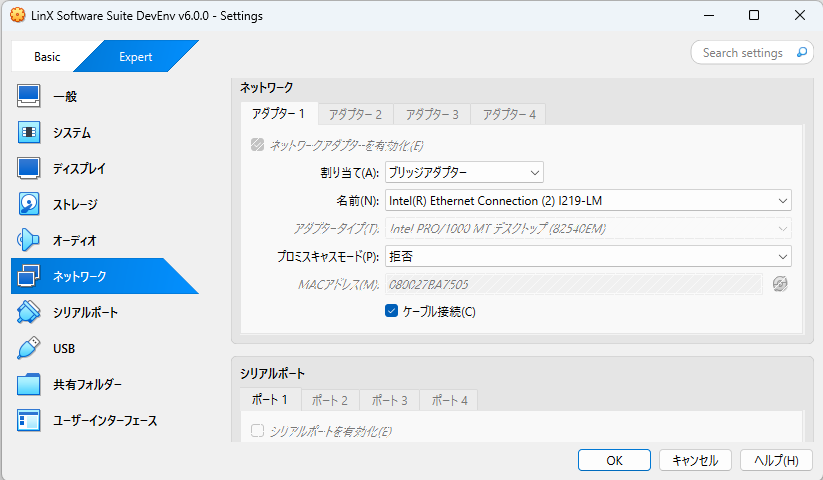 LinX Software Suite DevEnv v6.0.0 - Settings
Basic
Expert
Search settings
一般
システム
ディスプレイ
ストレージ
オーディオ
ネットワーク
シリアルポート
USB
共有フォルダー
ユーザーインターフェース
ネットワーク
アダプター 1
アダプター 2
アダプター 3
アダプター 4
ネットワークアダプターを有効化(E)
割り当て(A): ブリッジアダプター
名前(N): Intel(R) Ethernet Connection (2) I219-LM
アダプタータイプ(T): Intel PRO/1000 MT デスクトップ (82540EM)
プロミスキャスモード(P): 拒否
MACアドレス(M): 080027BA7505
ケーブル接続(C)
シリアルポート
ポート 1
ポート 2
ポート 3
ポート 4
シリアルポートを有効化(E)
OK
キャンセル
ヘルプ(H)